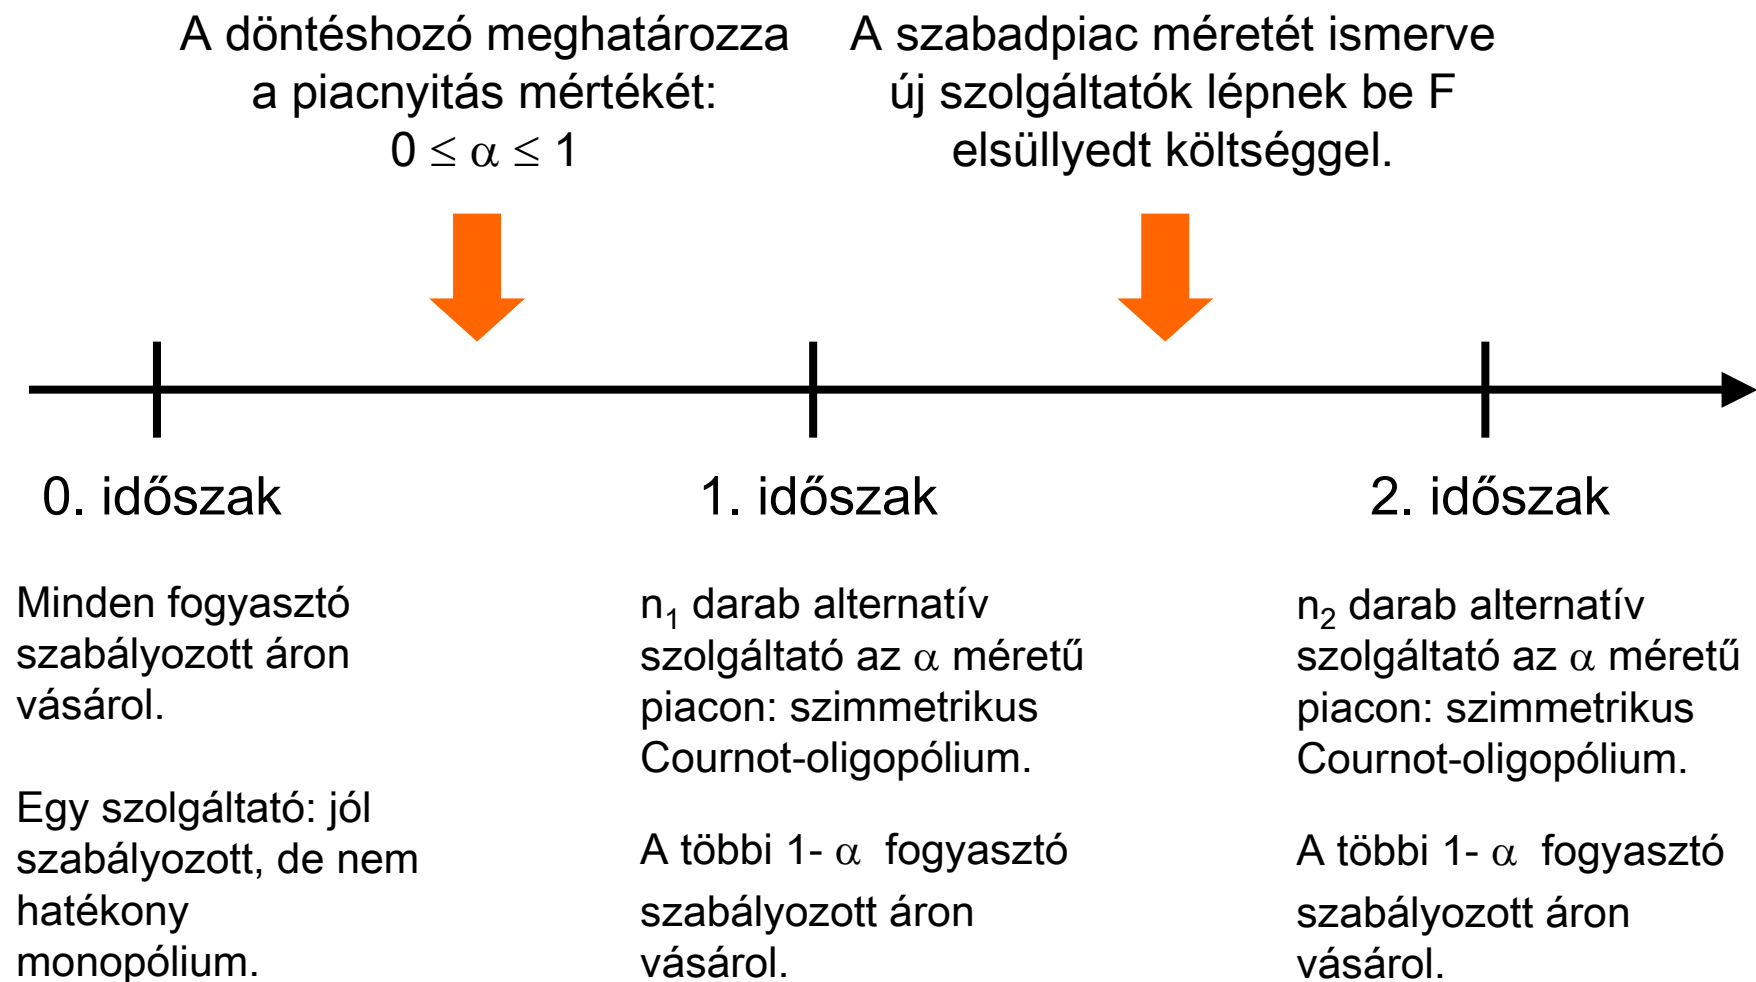 A döntéshozó meghatározza
a piacnyitás mértékét:
0 ≤ α ≤ 1
A szabadpiac méretét ismerve
új szolgáltatók lépnek be F
elsüllyedt költséggel.
0. időszak
1. időszak
2. időszak
Minden fogyasztó
szabályozott áron
vásárol.
Egy szolgáltató: jól
szabályozott, de nem
hatékony
monopólium.
n₁ darab alternatív
szolgáltató az α méretű
piacon: szimmetrikus
Cournot-oligopólium.
A többi 1- α fogyasztó
szabályozott áron
vásárol.
n₂ darab alternatív
szolgáltató az α méretű
piacon: szimmetrikus
Cournot-oligopólium.
A többi 1- α fogyasztó
szabályozott áron
vásárol.